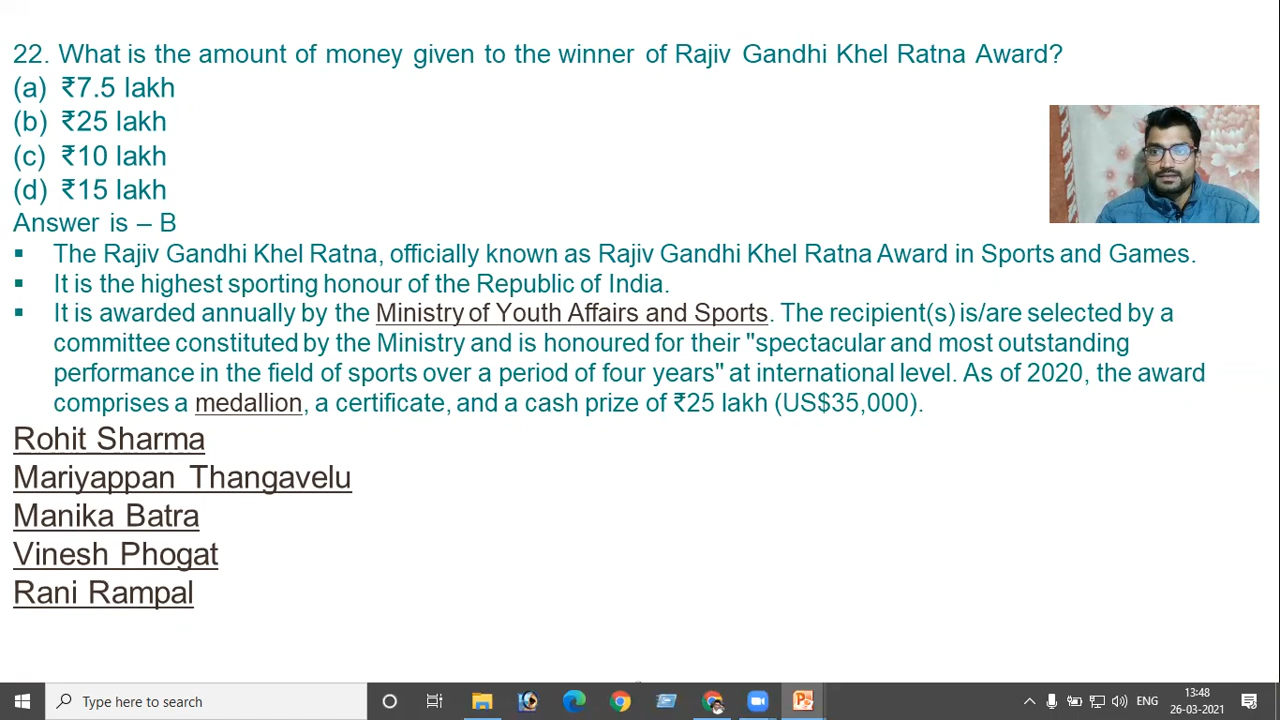 22. What is the amount of money given to the winner of Rajiv Gandhi Khel Ratna Award?
(a) ₹7.5 lakh
(b) ₹25 lakh
(c) ₹10 lakh
(d) ₹15 lakh
Answer is – B
▪ The Rajiv Gandhi Khel Ratna, officially known as Rajiv Gandhi Khel Ratna Award in Sports and Games.
▪ It is the highest sporting honour of the Republic of India.
▪ It is awarded annually by the Ministry of Youth Affairs and Sports. The recipient(s) is/are selected by a
committee constituted by the Ministry and is honoured for their "spectacular and most outstanding
performance in the field of sports over a period of four years" at international level. As of 2020, the award
comprises a medallion, a certificate, and a cash prize of ₹25 lakh (US$35,000).
Rohit Sharma
Mariyappan Thangavelu
Manika Batra
Vinesh Phogat
Rani Rampal
Type here to search
ENG
13:48
26-03-2021